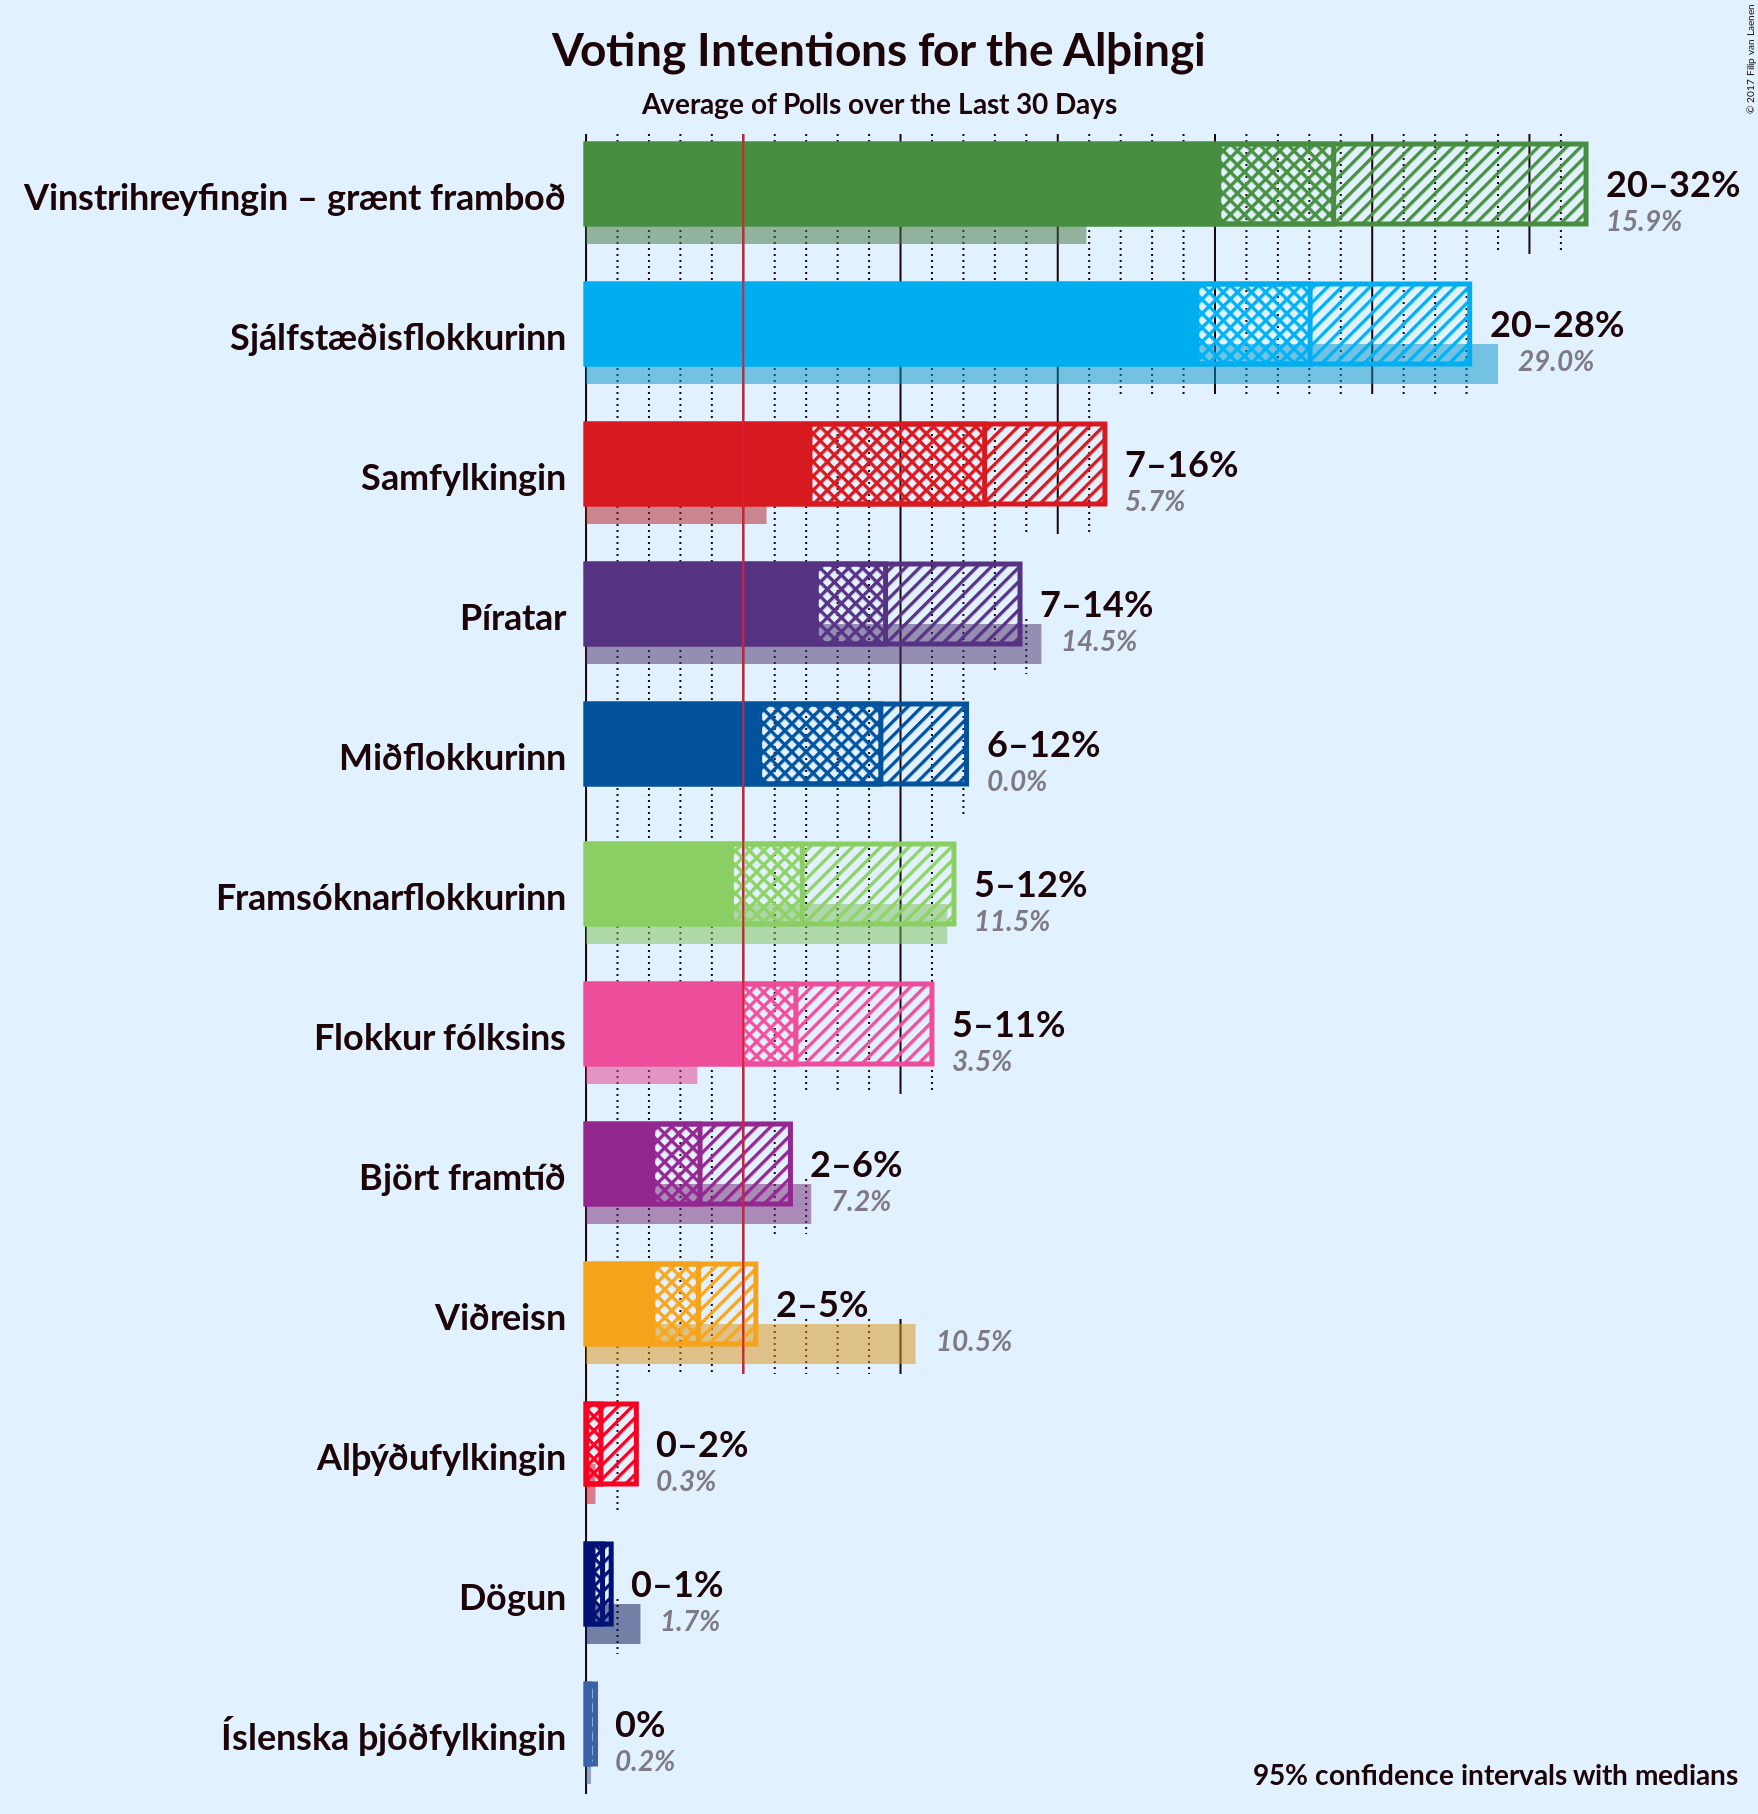 © 2017 Filip van Laenen
Voting Intentions for the Alþingi
Average of Polls over the Last 30 Days
Vinstrihreyfingin – grænt framboð
20–32%
15.9%
Sjálfstæðisflokkurinn
20–28%
29.0%
Samfylkingin
7–16%
5.7%
Píratar
7–14%
14.5%
Miðflokkurinn
6–12%
0.0%
Framsóknarflokkurinn
5–12%
11.5%
Flokkur fólksins
5–11%
3.5%
Björt framtíð
2–6%
7.2%
Viðreisn
2–5%
10.5%
Alþýðufylkingin
0–2%
0.3%
Dögun
0–1%
1.7%
Íslenska þjóðfylkingin
0%
0.2%
95% confidence intervals with medians